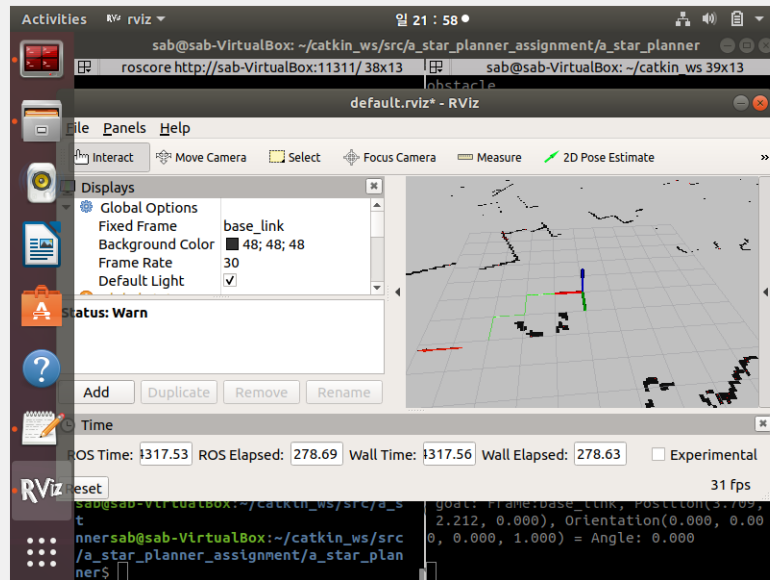 Activities RViz rviz 일 21 : 58
sab@sab-VirtualBox: ~/catkin_ws/src/a_star_planner_assignment/a_star_planner
roscore http://sab-VirtualBox:11311/ 38x13
sab@sab-VirtualBox: ~/catkin_ws 39x13
obstacle
default.rviz* - RViz
File Panels Help
Interact Move Camera Select Focus Camera Measure 2D Pose Estimate »
Displays
Global Options
Fixed Frame base_link
Background Color 48; 48; 48
Frame Rate 30
Default Light ✓
Status: Warn
Add Duplicate Remove Rename
Time
ROS Time: 4317.53 ROS Elapsed: 278.69 Wall Time: 4317.56 Wall Elapsed: 278.63 Experimental
Reset 31 fps
RViz
sab@sab-VirtualBox:~/catkin_ws/src/a_s
t
nnersab@sab-VirtualBox:~/catkin_ws/src
/a_star_planner_assignment/a_star_plan
ner$
goal: Frame:base_link, Position(3.709,
2.212, 0.000), Orientation(0.000, 0.00
0, 0.000, 1.000) = Angle: 0.000